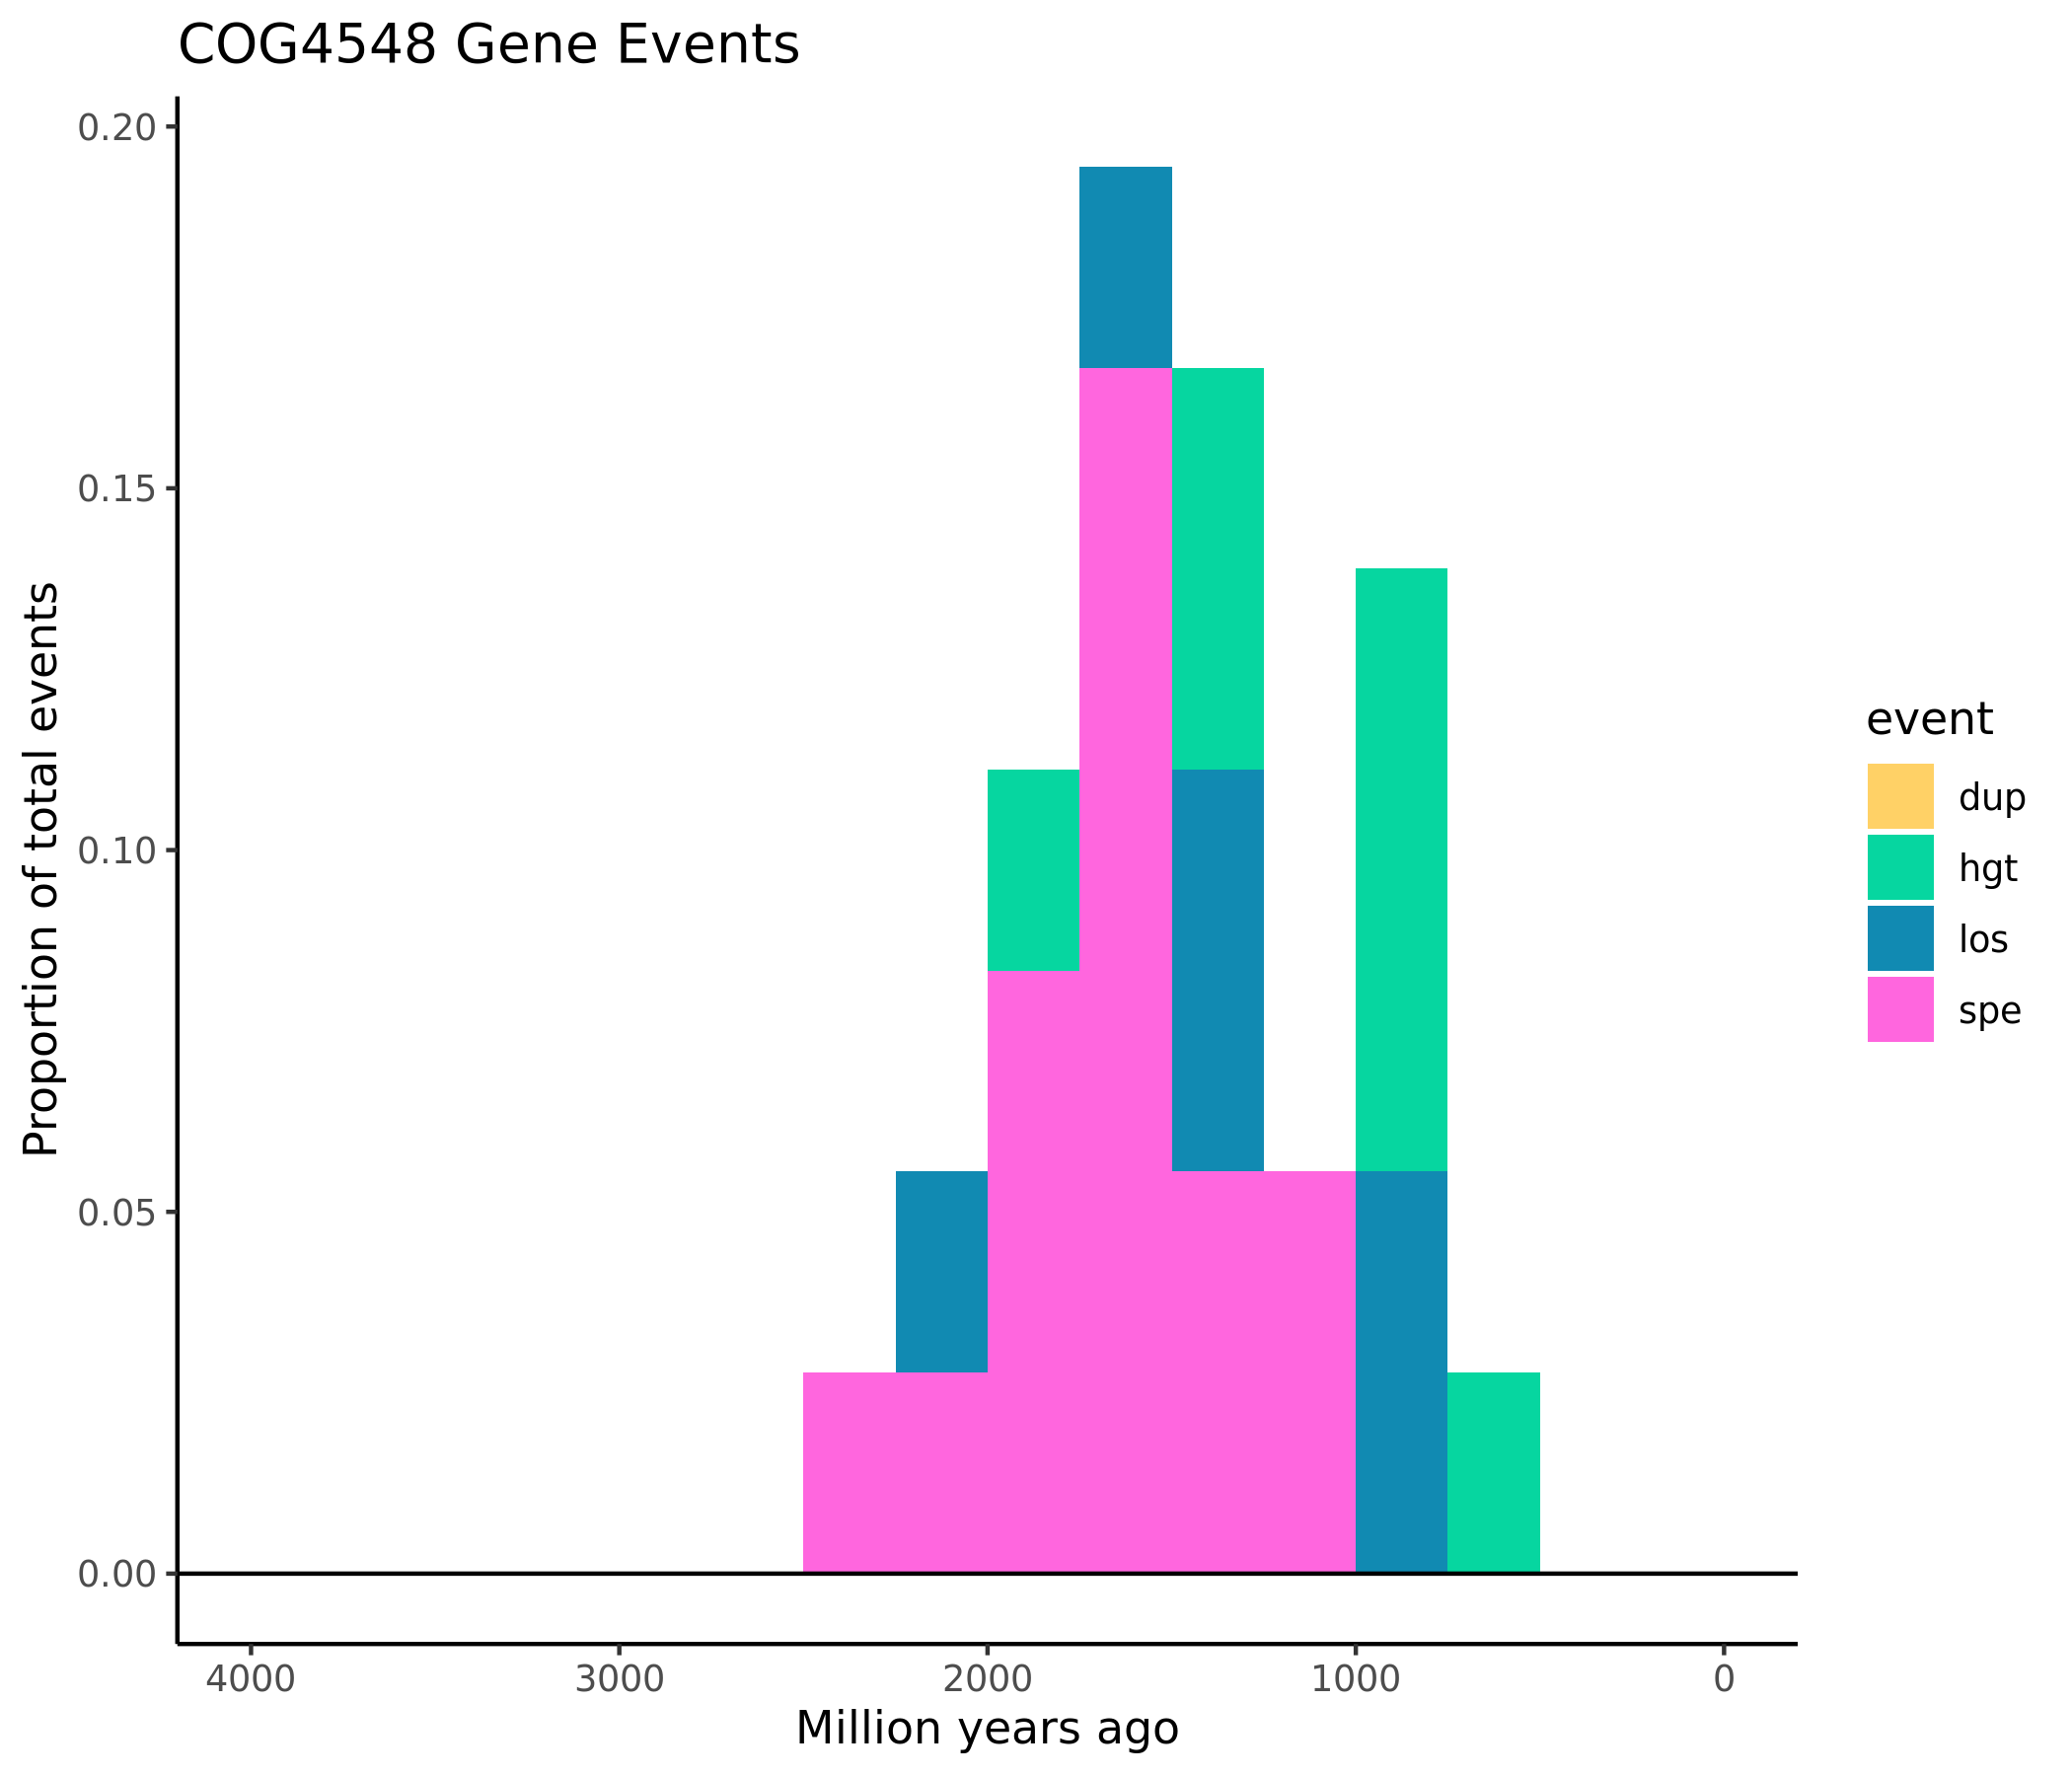 COG4548 Gene Events
Proportion of total events
0.20
0.15
0.10
0.05
0.00
4000 3000 2000 1000 0
Million years ago
event
dup
hgt
los
spe